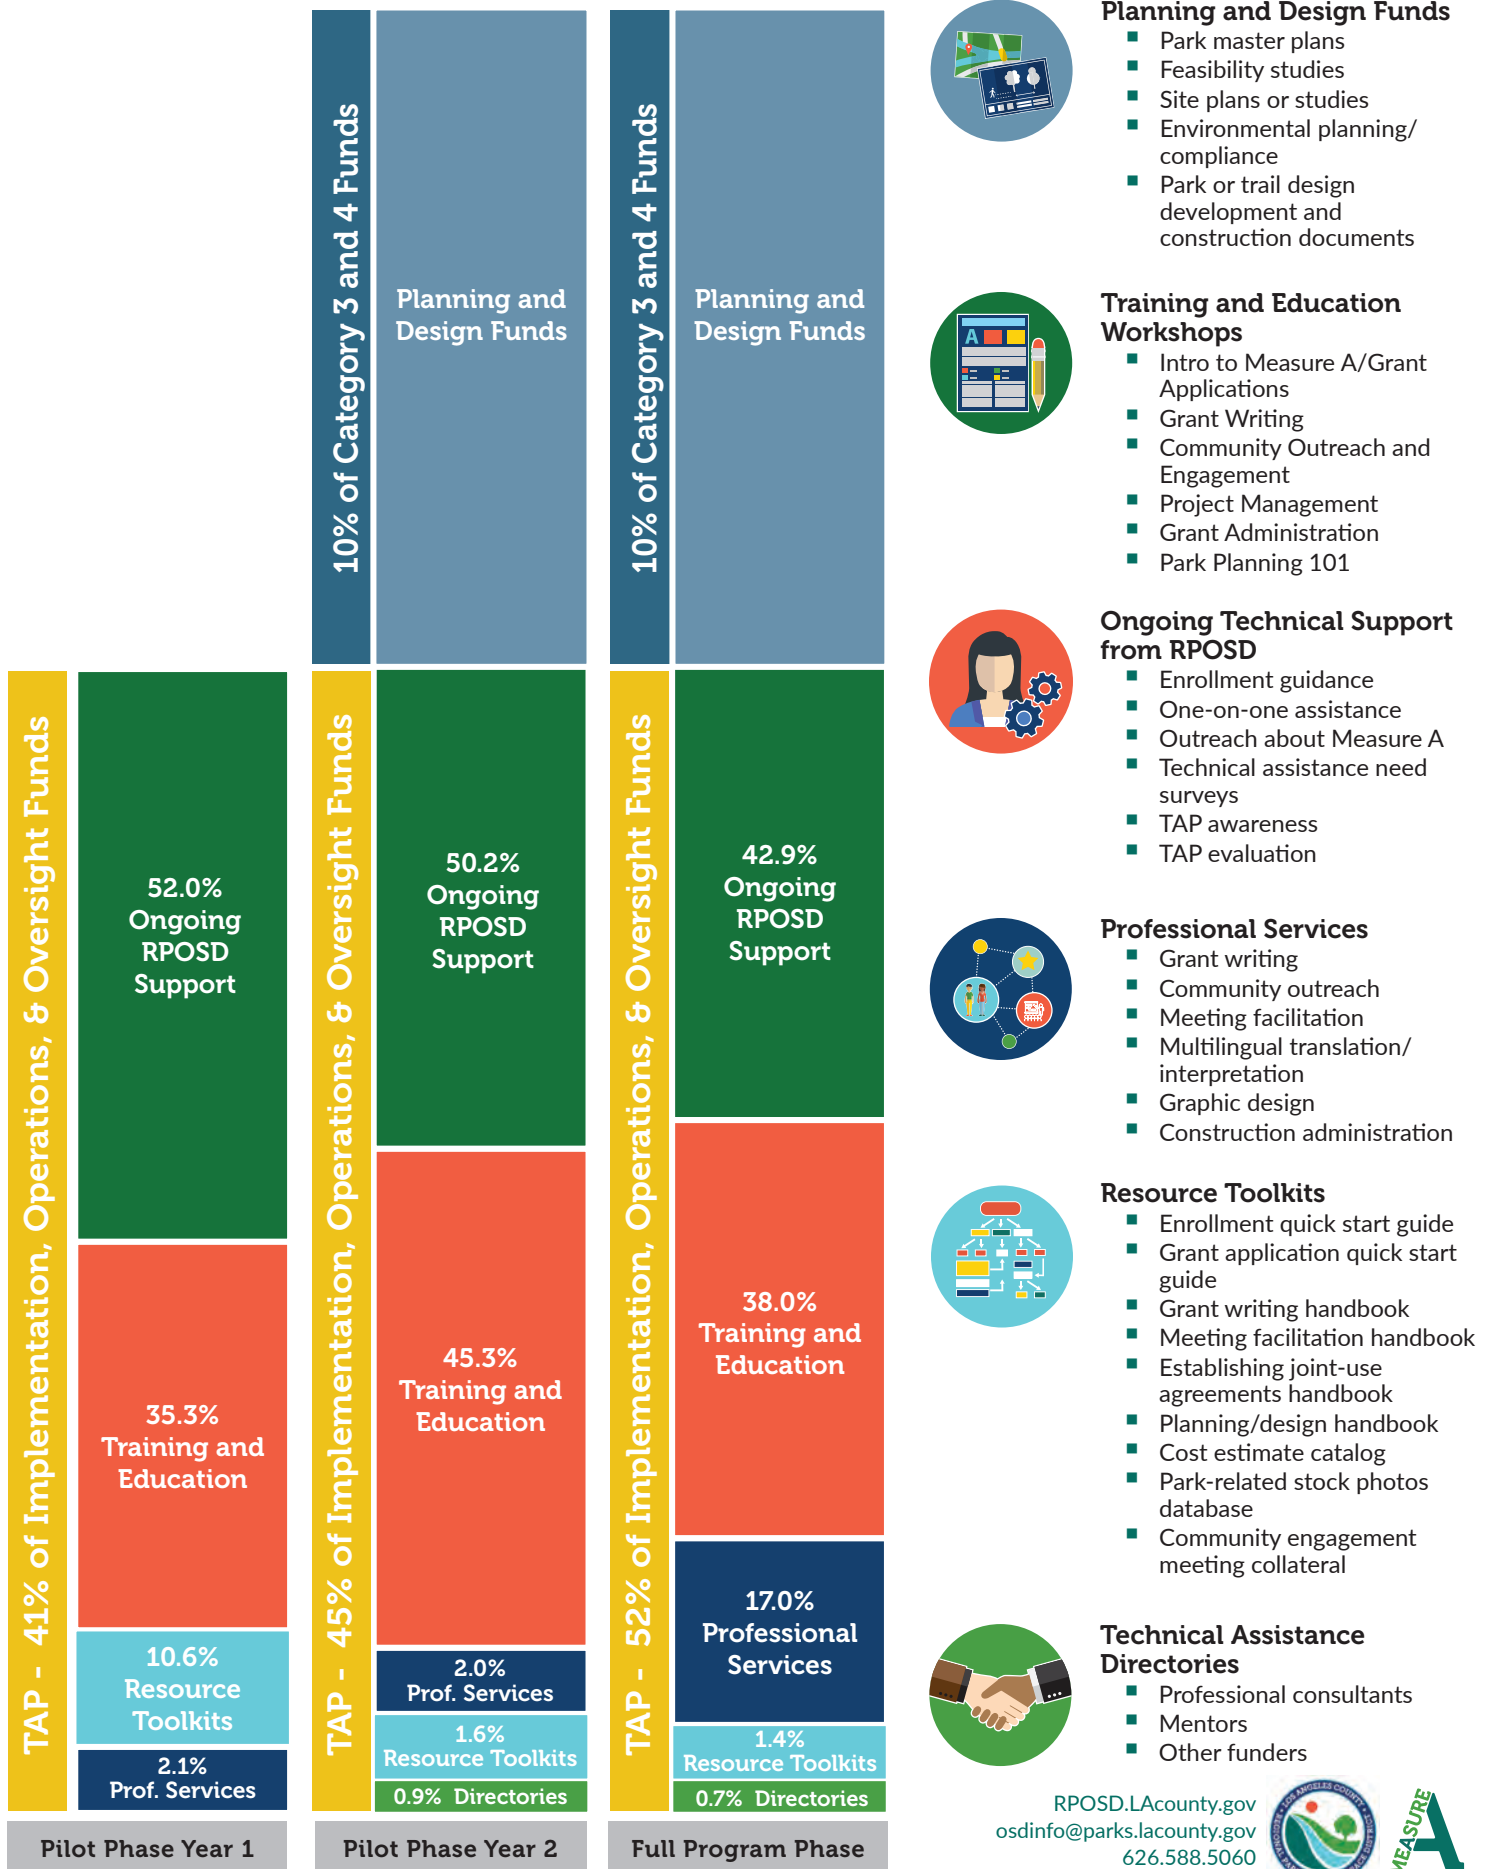 TAP - 41% of Implementation, Operations, & Oversight Funds
52.0%
Ongoing
RPOSD
Support
35.3%
Training and
Education
10.6%
Resource
Toolkits
2.1%
Prof. Services
Pilot Phase Year 1
10% of Category 3 and 4 Funds
Planning and
Design Funds
TAP - 45% of Implementation, Operations, & Oversight Funds
50.2%
Ongoing
RPOSD
Support
45.3%
Training and
Education
2.0%
Prof. Services
1.6%
Resource Toolkits
0.9% Directories
Pilot Phase Year 2
10% of Category 3 and 4 Funds
Planning and
Design Funds
TAP - 52% of Implementation, Operations, & Oversight Funds
42.9%
Ongoing
RPOSD
Support
38.0%
Training and
Education
17.0%
Professional
Services
1.4%
Resource Toolkits
0.7% Directories
Full Program Phase
Planning and Design Funds
Park master plans
Feasibility studies
Site plans or studies
Environmental planning/
compliance
Park or trail design
development and
construction documents
A
Training and Education
Workshops
Intro to Measure A/Grant
Applications
Grant Writing
Community Outreach and
Engagement
Project Management
Grant Administration
Park Planning 101
Ongoing Technical Support
from RPOSD
Enrollment guidance
One-on-one assistance
Outreach about Measure A
Technical assistance need
surveys
TAP awareness
TAP evaluation
Professional Services
Grant writing
Community outreach
Meeting facilitation
Multilingual translation/
interpretation
Graphic design
Construction administration
Resource Toolkits
Enrollment quick start guide
Grant application quick start
guide
Grant writing handbook
Meeting facilitation handbook
Establishing joint-use
agreements handbook
Planning/design handbook
Cost estimate catalog
Park-related stock photos
database
Community engagement
meeting collateral
Technical Assistance
Directories
Professional consultants
Mentors
Other funders
RPOSD.LAcounty.gov
osdinfo@parks.lacounty.gov
626.588.5060
LOS ANGELES COUNTY
MEASURE
A